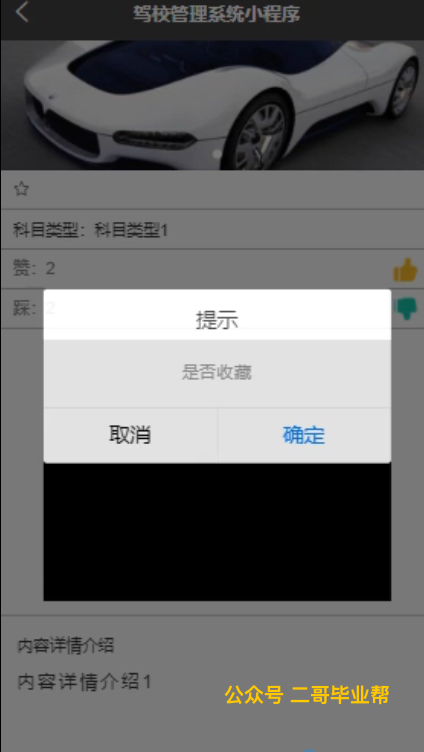 驾校管理系统小程序
科目类型：科目类型1
赞：2
踩：2
提示
是否收藏
取消
确定
内容详情介绍
内容详情介绍1
公众号 二哥毕业帮